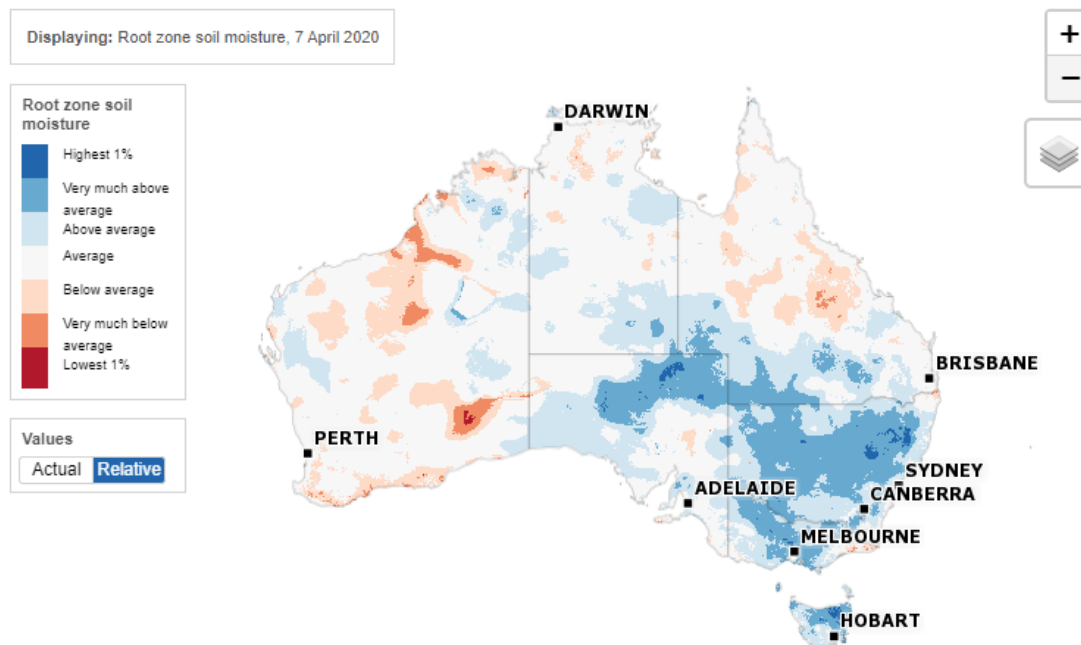 Displaying: Root zone soil moisture, 7 April 2020
+
−
Root zone soil
moisture
Highest 1%
Very much above
average
Above average
Average
Below average
Very much below
average
Lowest 1%
Values
Actual Relative
DARWIN
BRISBANE
PERTH
SYDNEY
ADELAIDE
CANBERRA
MELBOURNE
HOBART